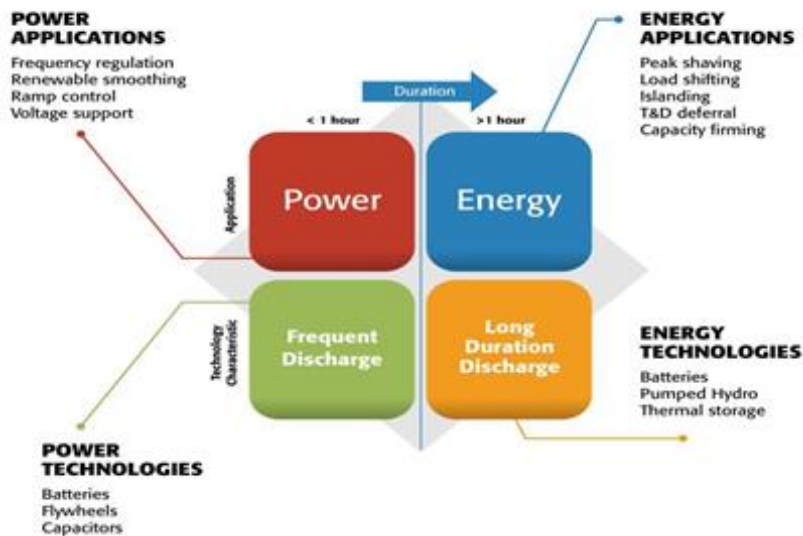 POWER
APPLICATIONS
Frequency regulation
Renewable smoothing
Ramp control
Voltage support
ENERGY
APPLICATIONS
Peak shaving
Load shifting
Islanding
T&D deferral
Capacity firming
Duration
< 1 hour
>1 hour
Application
Power
Energy
Technology
Characteristic
Frequent
Discharge
Long
Duration
Discharge
POWER
TECHNOLOGIES
Batteries
Flywheels
Capacitors
ENERGY
TECHNOLOGIES
Batteries
Pumped Hydro
Thermal storage